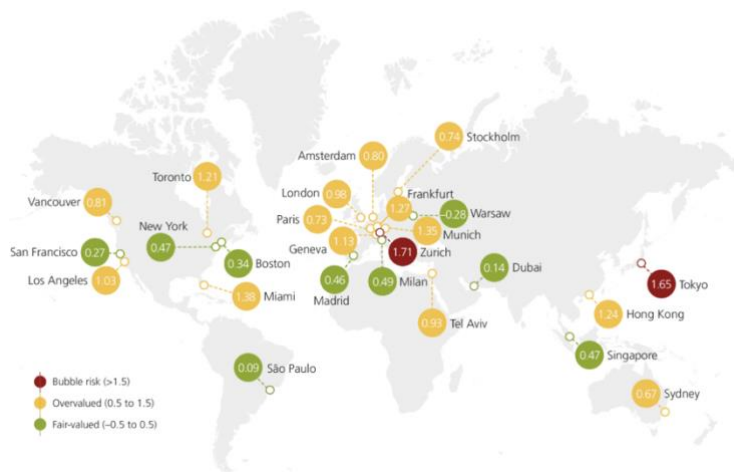 0.74 Stockholm
Amsterdam 0.80
Toronto 1.21
London 0.98
Frankfurt
1.27
Vancouver 0.81
–0.28 Warsaw
Paris 0.73
New York
0.47
1.35 Munich
Geneva
1.13
San Francisco 0.27
1.71 Zurich
0.34 Boston
0.14 Dubai
Los Angeles 1.03
0.46
Madrid
0.49 Milan
1.65 Tokyo
1.38 Miami
1.24 Hong Kong
0.93 Tel Aviv
0.47 Singapore
0.09 São Paulo
0.67 Sydney
Bubble risk (>1.5)
Overvalued (0.5 to 1.5)
Fair-valued (–0.5 to 0.5)